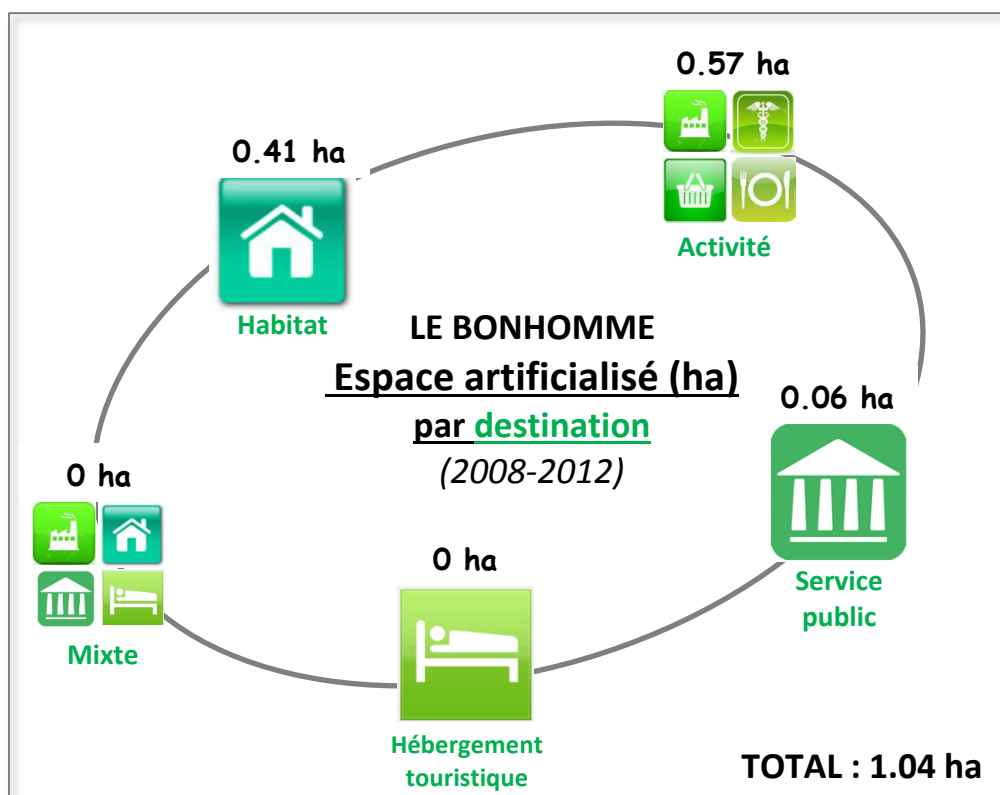 0.57 ha
Activité
0.41 ha
Habitat
LE BONHOMME
Espace artificialisé (ha)
par destination
(2008-2012)
0.06 ha
Service
public
0 ha
Mixte
0 ha
Hébergement
touristique
TOTAL : 1.04 ha